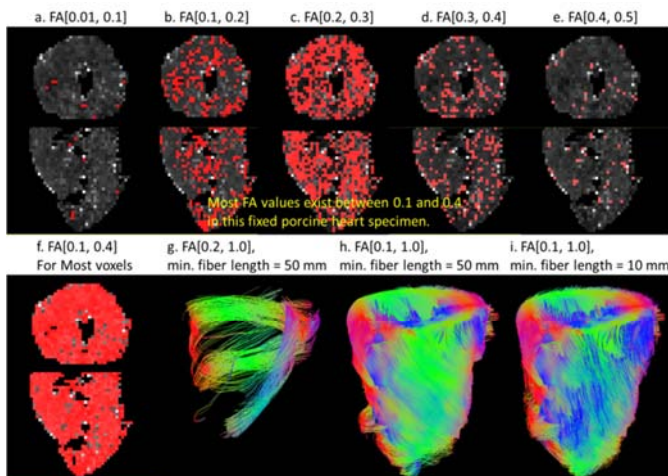 a. FA[0.01, 0.1]
b. FA[0.1, 0.2]
c. FA[0.2, 0.3]
d. FA[0.3, 0.4]
e. FA[0.4, 0.5]
Most FA values exist between 0.1 and 0.4
in this fixed porcine heart specimen.
f. FA[0.1, 0.4]
For Most voxels
g. FA[0.2, 1.0],
min. fiber length = 50 mm
h. FA[0.1, 1.0],
min. fiber length = 50 mm
i. FA[0.1, 1.0],
min. fiber length = 10 mm